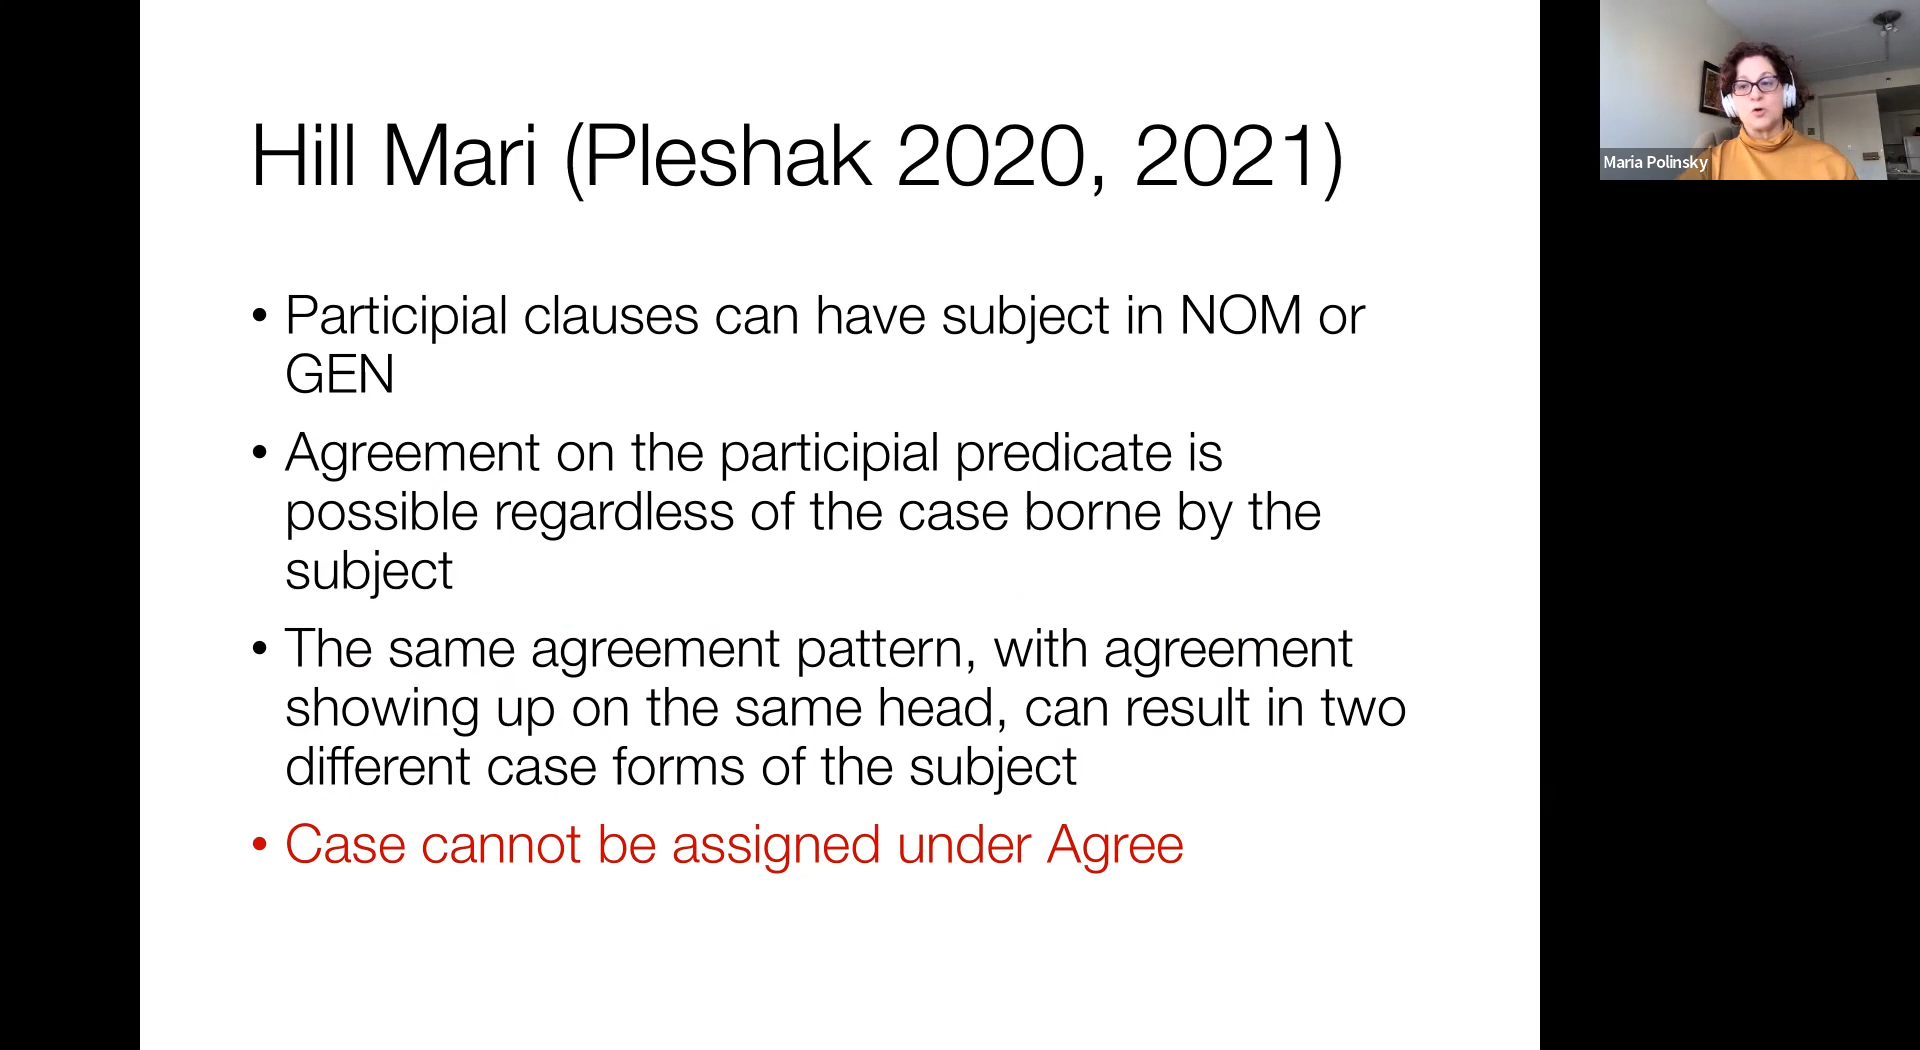 Hill Mari (Pleshak 2020, 2021)
• Participial clauses can have subject in NOM or
GEN
• Agreement on the participial predicate is
possible regardless of the case borne by the
subject
• The same agreement pattern, with agreement
showing up on the same head, can result in two
different case forms of the subject
• Case cannot be assigned under Agree
Maria Polinsky